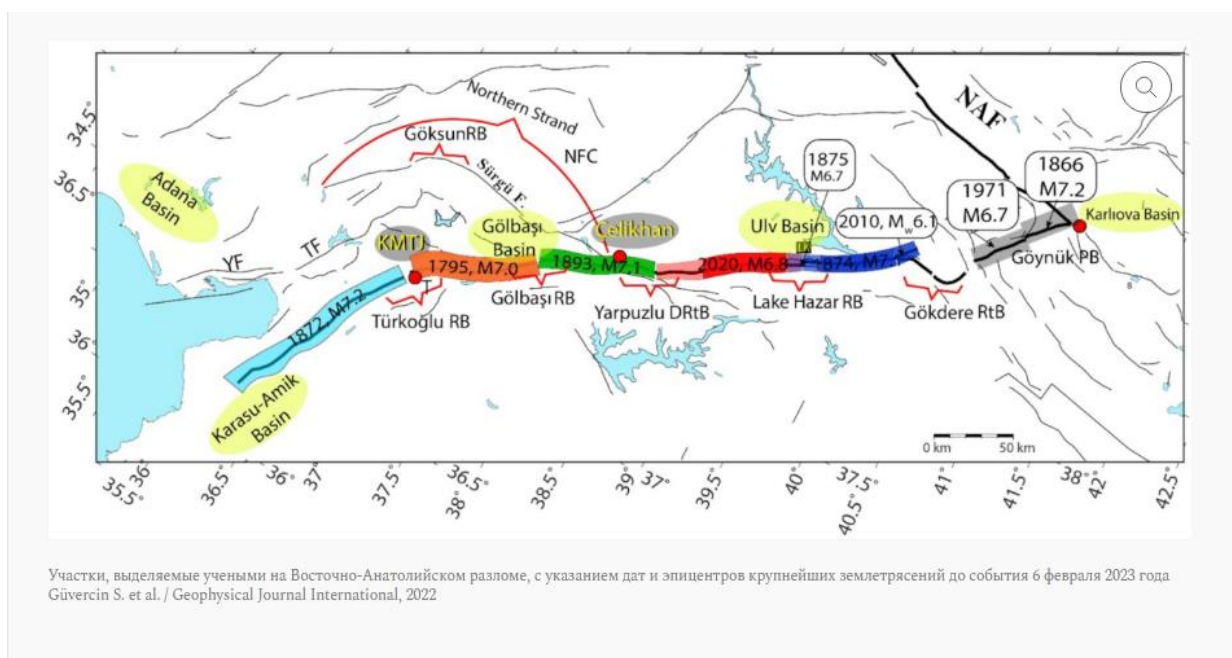 Northern Strand
NAF
GöksunRB
NFC
Sürgü F.
1875
M6.7
1866
M7.2
1971
M6.7
Adana
Basin
KMTJ
Gölbaşı
Basin
Çelikhan
Ulv Basin
2010, Mw6.1
Karlıova Basin
YF
TF
T
1795, M7.0
1893, M7.1
2020, M6.8
1874, M7.1
Göynük PB
1872, M7.2
Türkoğlu RB
Gölbaşı RB
Yarpuzlu DRtB
Lake Hazar RB
Gökdere RtB
Karasu-Amik
Basin
0 km 50 km
34.5°
36.5°
35°
36°
35.5°
35.5° 36° 36.5° 36° 37° 37.5° 38° 36.5° 38.5° 39° 37° 39.5° 40° 40.5° 37.5° 41° 41.5° 38° 42° 42.5°
Участки, выделяемые учеными на Восточно-Анатолийском разломе, с указанием дат и эпицентров крупнейших землетрясений до события 6 февраля 2023 года
Güvercin S. et al. / Geophysical Journal International, 2022